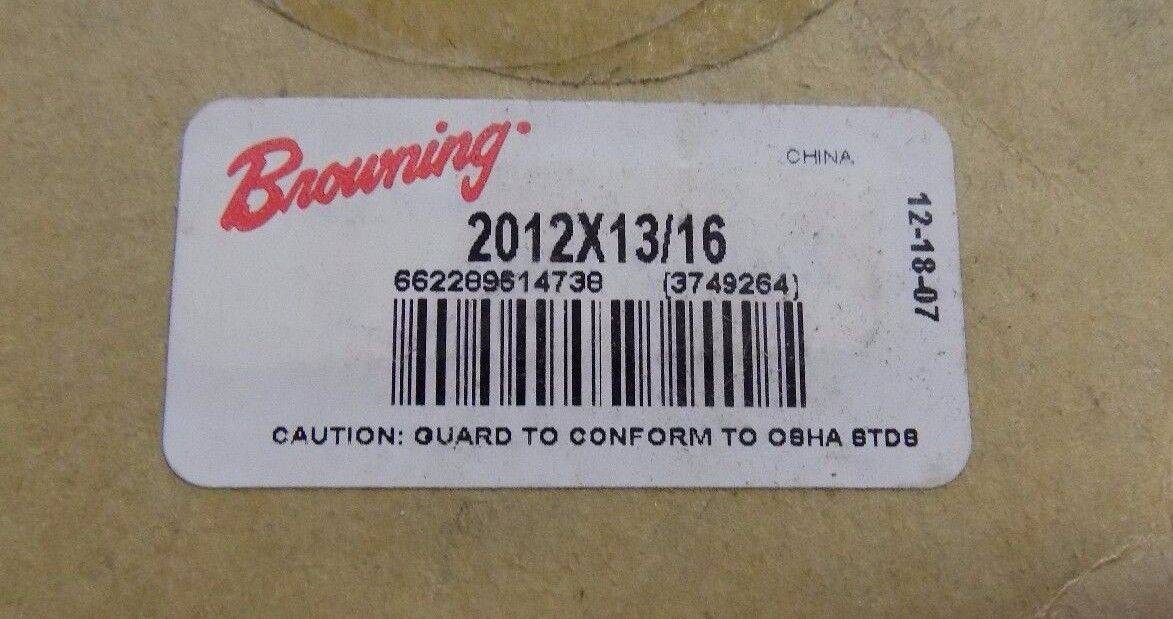 Browning
CHINA
2012X13/16
662289614738 (3749264)
12-18-07
CAUTION: GUARD TO CONFORM TO OSHA STDS